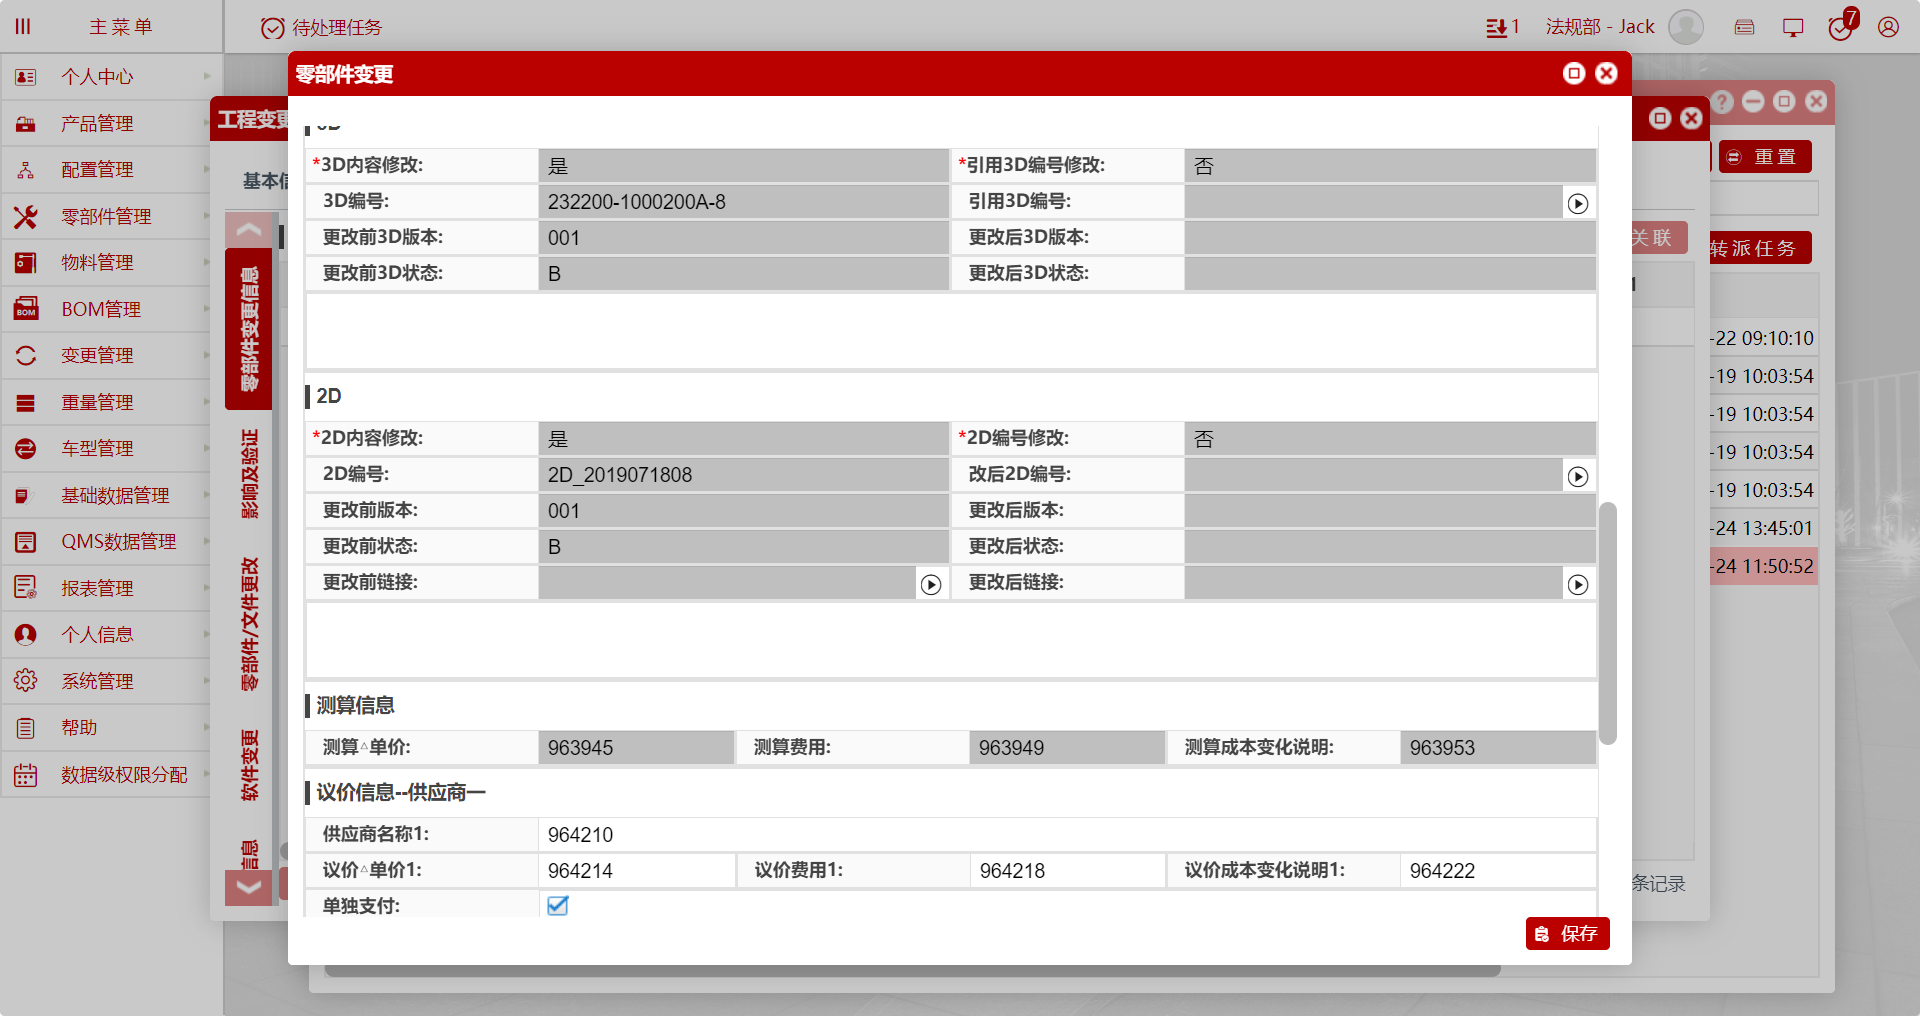 主菜单
待处理任务
1
法规部 - Jack
7
个人中心
产品管理
配置管理
零部件管理
物料管理
BOM管理
变更管理
重量管理
车型管理
基础数据管理
QMS数据管理
报表管理
个人信息
系统管理
帮助
数据级权限分配
工程变更
基本信
零部件变更信息
影响及验证
零部件/文件更改
软件变更
信息
零部件变更
3D
*3D内容修改: 是 *引用3D编号修改: 否
3D编号: 232200-1000200A-8 引用3D编号:
更改前3D版本: 001 更改后3D版本:
更改前3D状态: B 更改后3D状态:
2D
*2D内容修改: 是 *2D编号修改: 否
2D编号: 2D_2019071808 改后2D编号:
更改前版本: 001 更改后版本:
更改前状态: B 更改后状态:
更改前链接: 更改后链接:
测算信息
测算△单价: 963945 测算费用: 963949 测算成本变化说明: 963953
议价信息--供应商一
供应商名称1: 964210
议价△单价1: 964214 议价费用1: 964218 议价成本变化说明1: 964222
单独支付:
保存
重置
关联
转派任务
-22 09:10:10
-19 10:03:54
-19 10:03:54
-19 10:03:54
-19 10:03:54
-24 13:45:01
-24 11:50:52
条记录